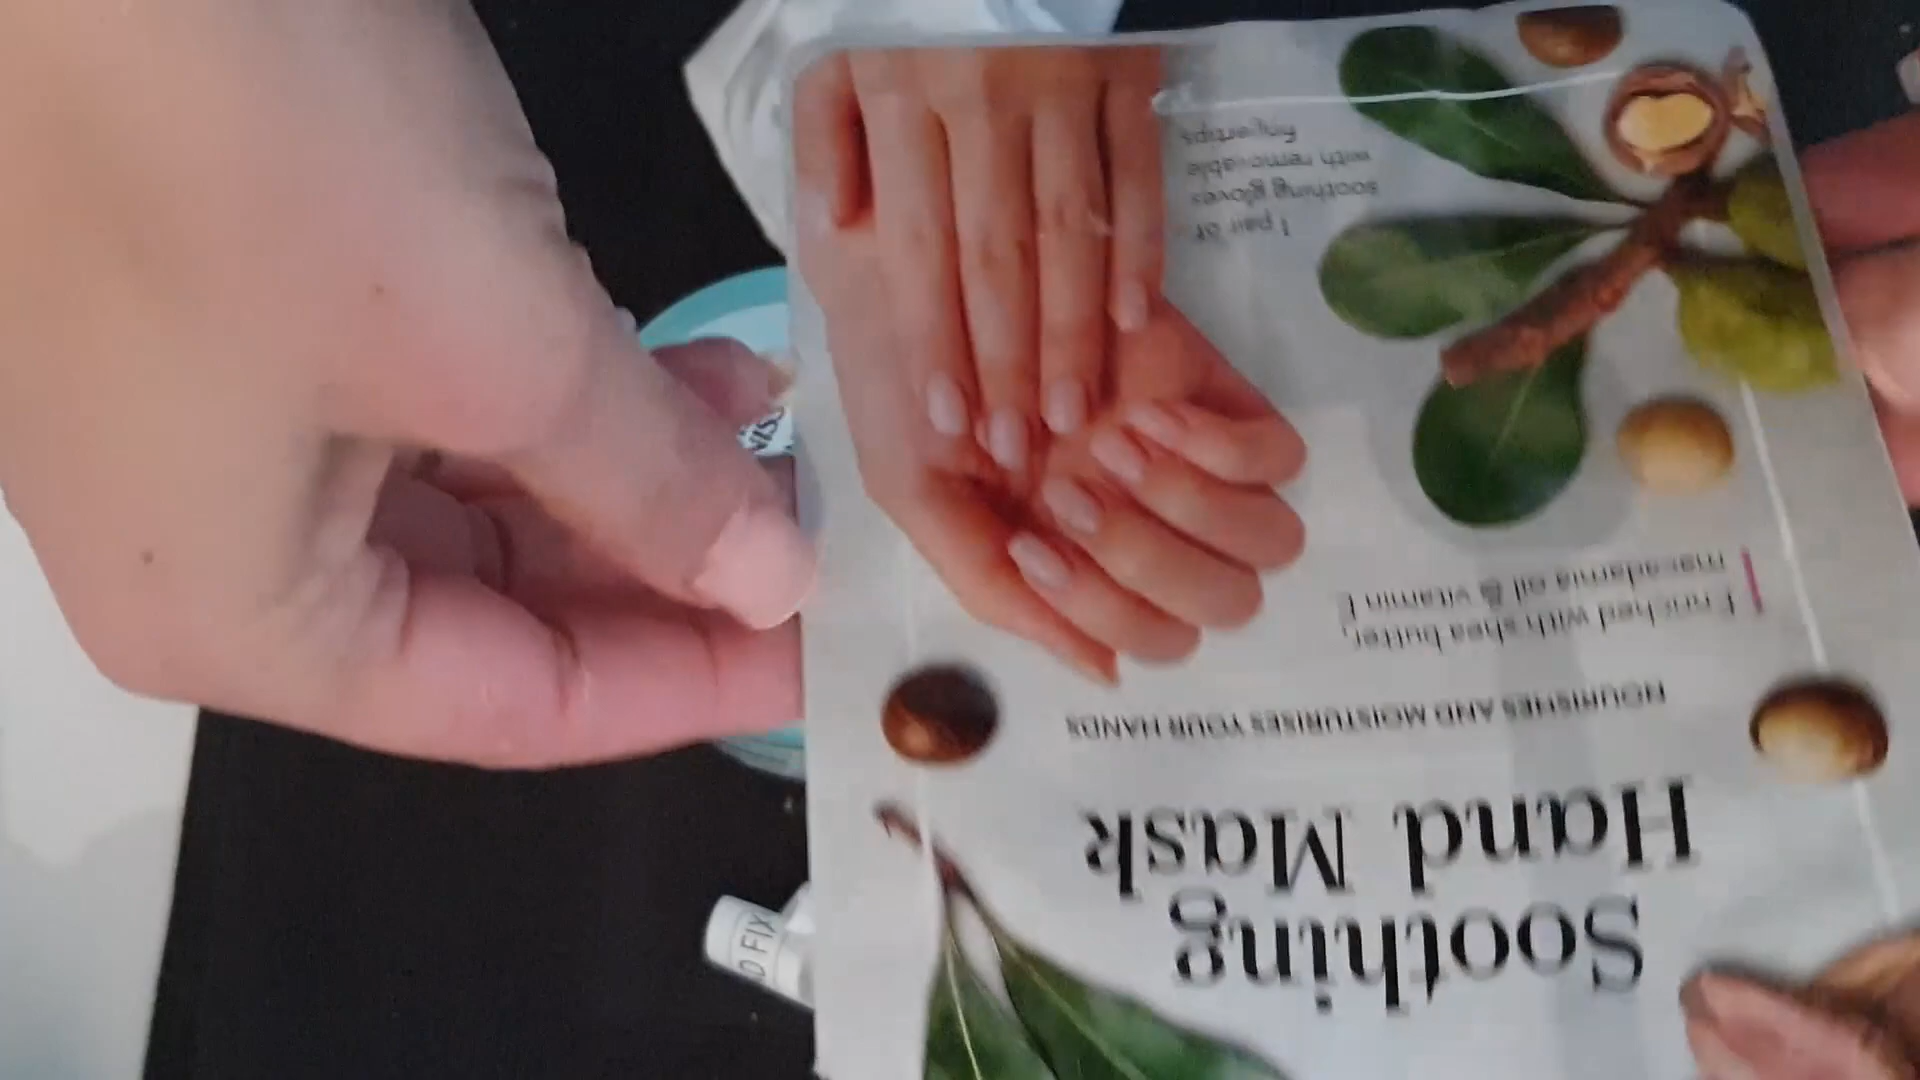 Soothing
Hand Mask
NOURISHES AND MOISTURISES YOUR HANDS
Enriched with shea butter,
macadamia oil & vitamin E
1 pair of
soothing gloves
with removable
fingertips
D FIX